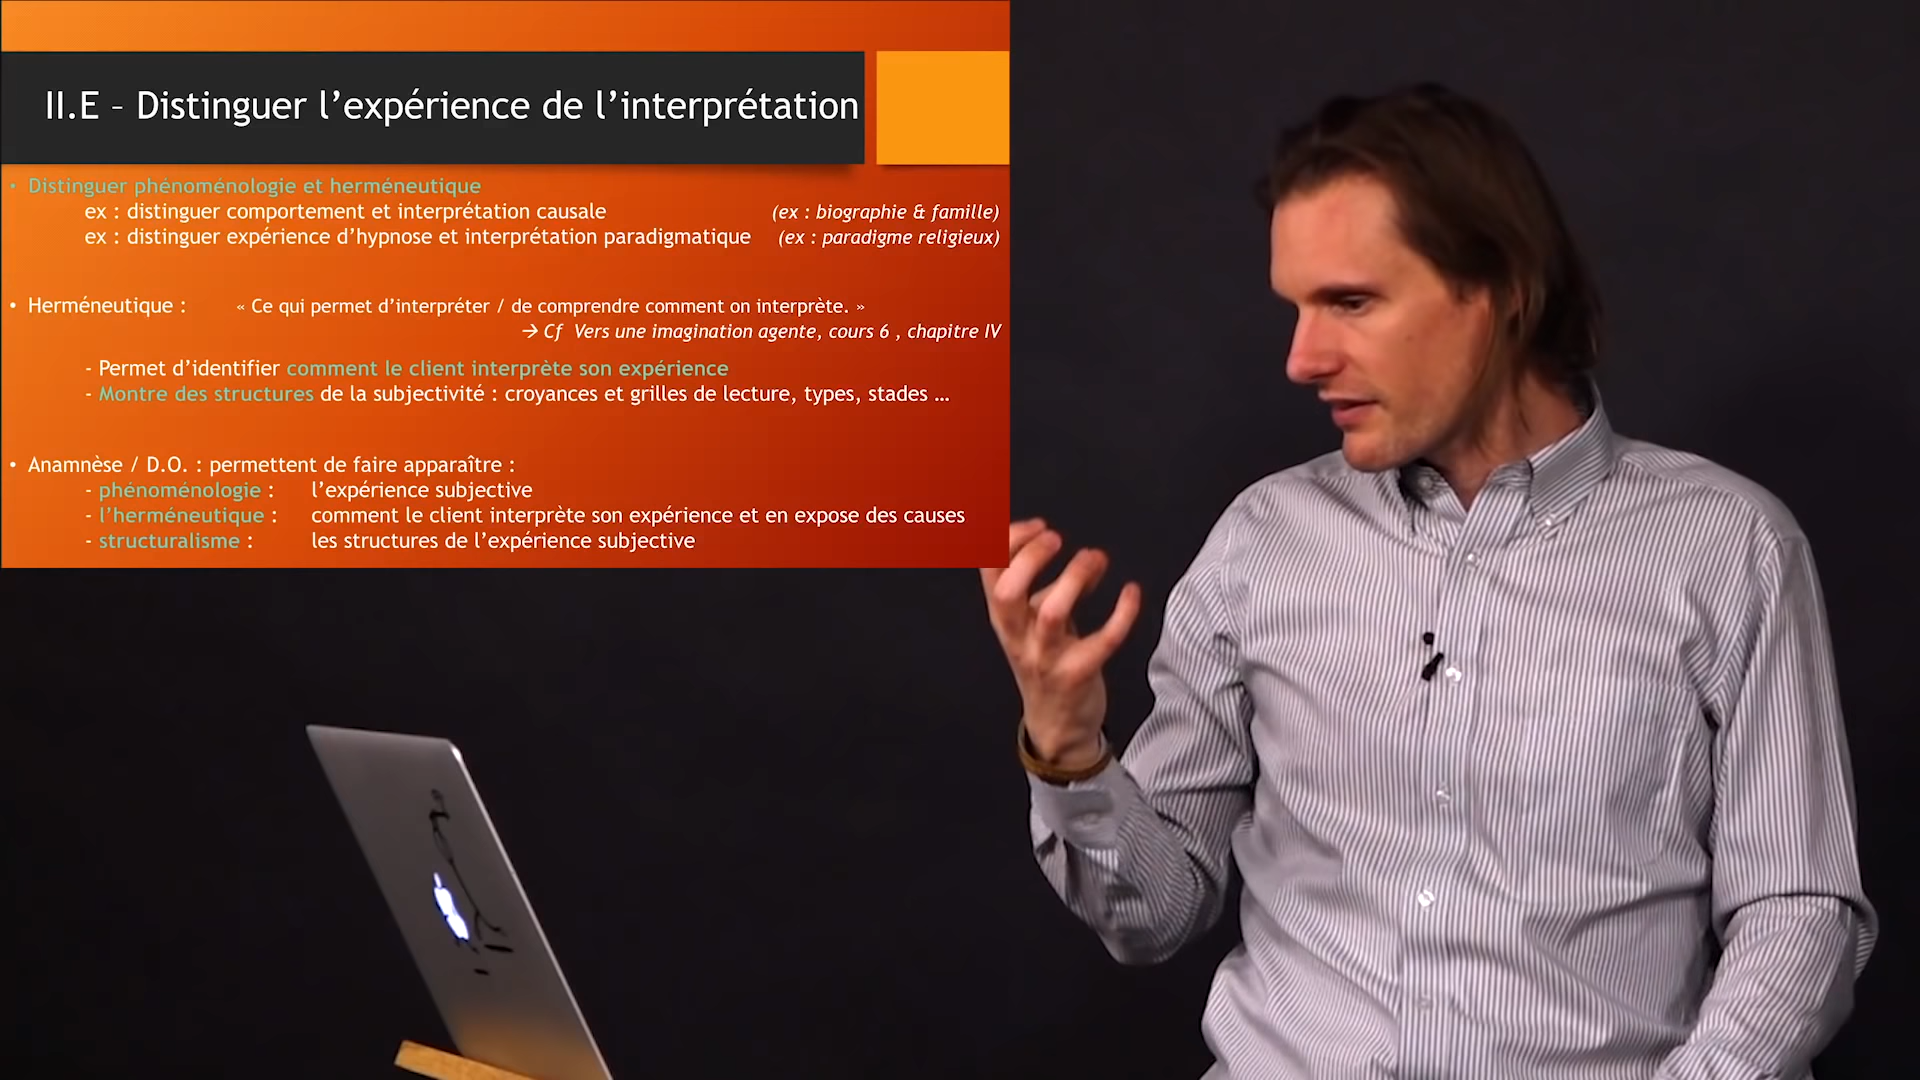 II.E – Distinguer l’expérience de l’interprétation
• Distinguer phénoménologie et herméneutique
ex : distinguer comportement et interprétation causale (ex : biographie & famille)
ex : distinguer expérience d’hypnose et interprétation paradigmatique (ex : paradigme religieux)
• Herméneutique : « Ce qui permet d’interpréter / de comprendre comment on interprète. »
→ Cf Vers une imagination agente, cours 6 , chapitre IV
- Permet d’identifier comment le client interprète son expérience
- Montre des structures de la subjectivité : croyances et grilles de lecture, types, stades …
• Anamnèse / D.O. : permettent de faire apparaître :
- phénoménologie : l’expérience subjective
- l’herméneutique : comment le client interprète son expérience et en expose des causes
- structuralisme : les structures de l’expérience subjective